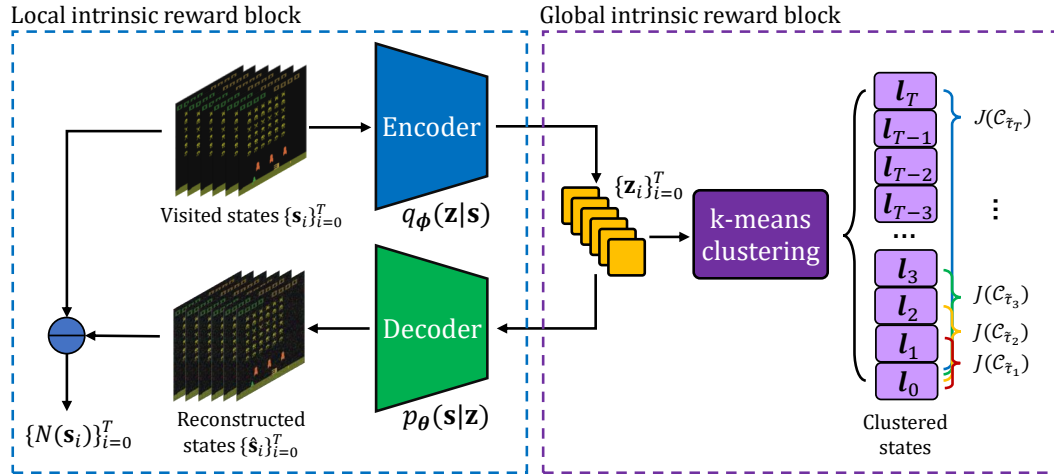 Local intrinsic reward block
Global intrinsic reward block
Encoder
q_ϕ(𝐳|𝐬)
Visited states {𝐬_i}_{i=0}^T
Decoder
p_θ(𝐬|𝐳)
Reconstructed
states {ŝ_i}_{i=0}^T
{N(𝐬_i)}_{i=0}^T
{𝐳_i}_{i=0}^T
k-means
clustering
l_T
l_{T−1}
l_{T−2}
l_{T−3}
...
l_3
l_2
l_1
l_0
Clustered
states
J(𝒞_{τ̃_T})
⋮
J(𝒞_{τ̃_3})
J(𝒞_{τ̃_2})
J(𝒞_{τ̃_1})